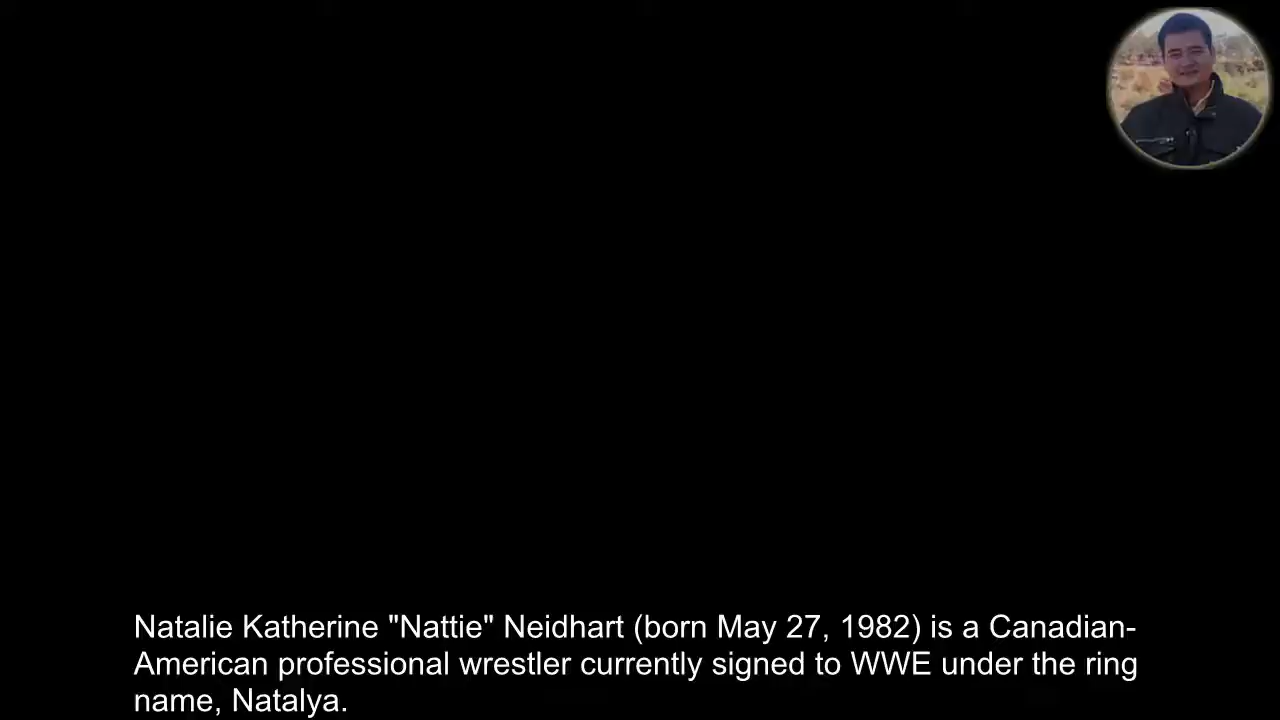 Natalie Katherine "Nattie" Neidhart (born May 27, 1982) is a Canadian-
American professional wrestler currently signed to WWE under the ring
name, Natalya.